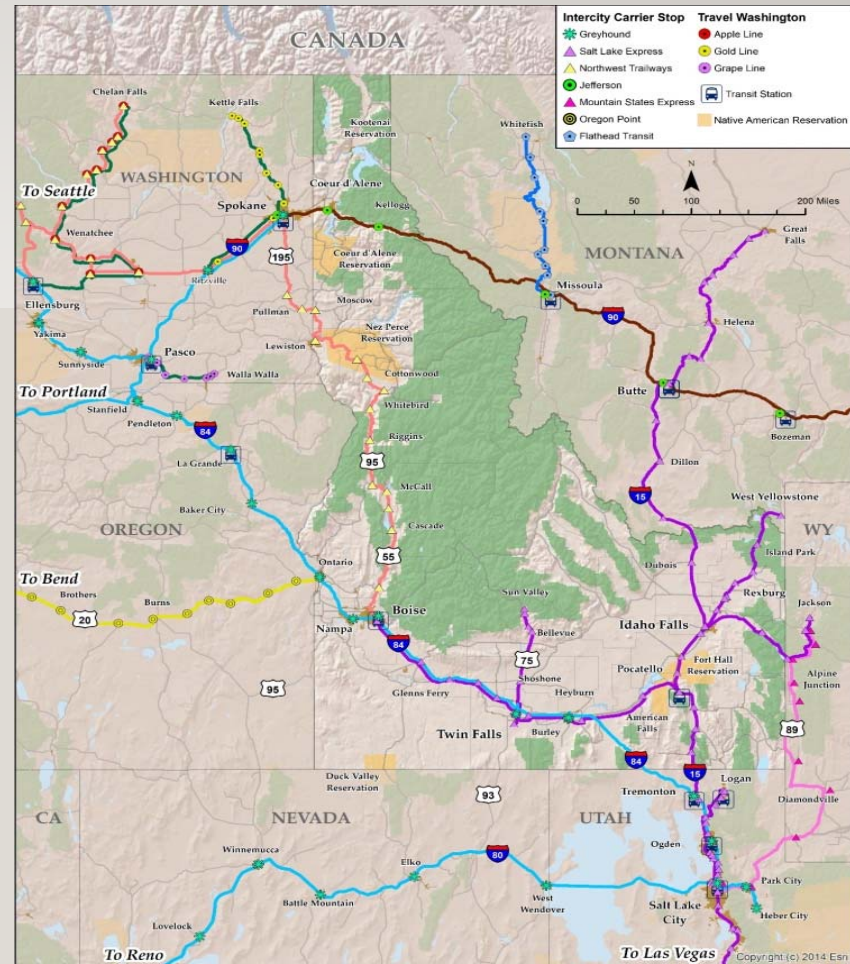 CANADA
Intercity Carrier Stop
Greyhound
Salt Lake Express
Northwest Trailways
Jefferson
Mountain States Express
Oregon Point
Flathead Transit
Travel Washington
Apple Line
Gold Line
Grape Line
Transit Station
Native American Reservation
N
0 50 100 200 Miles
Chelan Falls
Kettle Falls
Kootenai
Reservation
Whitefish
WASHINGTON
To Seattle
Spokane
Coeur d'Alene
Kellogg
Wenatchee
90
195
Coeur d'Alene
Reservation
MONTANA
Great
Falls
Ritzville
Ellensburg
Missoula
90
Pullman
Moscow
Helena
Yakima
Nez Perce
Reservation
Lewiston
Pasco
Sunnyside
Walla Walla
Cottonwood
Butte
To Portland
Stanfield
Whitebird
Bozeman
Pendleton
84
Riggins
La Grande
95
Dillon
McCall
15
West Yellowstone
Baker City
OREGON
Cascade
WY
55
Island Park
Ontario
Dubois
To Bend
Sun Valley
Rexburg
Brothers
Burns
Boise
Jackson
20
Nampa
Bellevue
Idaho Falls
84
75
Pocatello
Fort Hall
Reservation
95
Shoshone
Alpine
Junction
Glenns Ferry
Heyburn
American
Falls
89
Twin Falls
Burley
84
15
Duck Valley
Reservation
93
Tremonton
Logan
Diamondville
CA
NEVADA
UTAH
Ogden
Winnemucca
80
Elko
Park City
Battle Mountain
West
Wendover
Salt Lake
City
Heber City
Lovelock
To Reno
To Las Vegas
Copyright (c) 2014 Esri